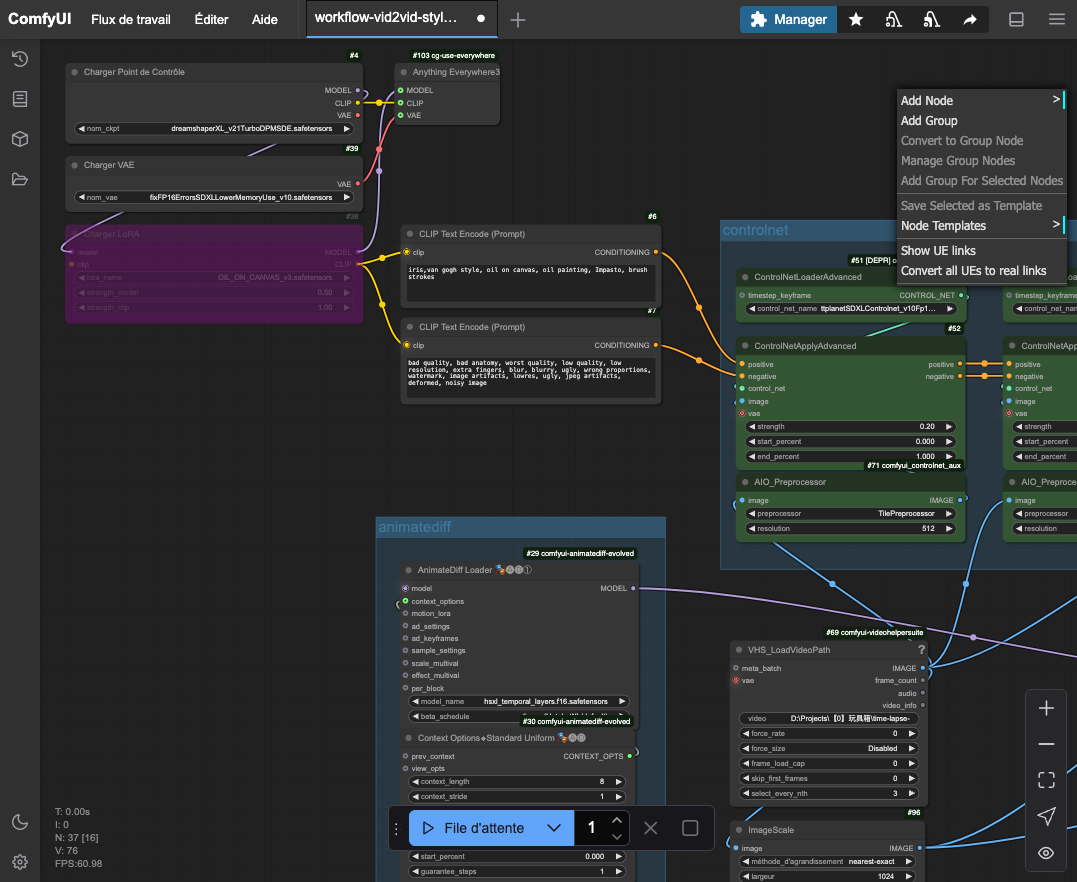 ComfyUI
Flux de travail
Éditer
Aide
workflow-vid2vid-styl...
Manager
#4
Charger Point de Contrôle
MODEL
CLIP
VAE
nom_ckpt dreamshaperXL_v21TurboDPMSDE.safetensors
#103 cg-use-everywhere
Anything Everywhere3
MODEL
CLIP
VAE
#39
Charger VAE
VAE
nom_vae fixFP16ErrorsSDXLLowerMemoryUse_v10.safetensors
#38
Charger LoRA
model MODEL
clip CLIP
lora_name OIL_ON_CANVAS_v3.safetensors
strength_model 0.60
strength_clip 1.00
#6
CLIP Text Encode (Prompt)
clip CONDITIONING
iris,van gogh style, oil on canvas, oil painting, Impasto, brush
strokes
#7
CLIP Text Encode (Prompt)
clip CONDITIONING
bad quality, bad anatomy, worst quality, low quality, low
resolution, extra fingers, blur, blurry, ugly, wrong proportions,
watermark, image artifacts, lowres, ugly, jpeg artifacts,
deformed, noisy image
Add Node >
Add Group
Convert to Group Node
Manage Group Nodes
Add Group For Selected Nodes
Save Selected as Template
Node Templates >
Show UE links
Convert all UEs to real links
controlnet
#51 [DEPR]
ControlNetLoaderAdvanced
timestep_keyframe CONTROL_NET
control_net_name ttplanetSDXLControlnet_v10Fp1...
timestep_keyframe
control_net_nam
#52
ControlNetApplyAdvanced
positive positive
negative negative
control_net
image
vae
strength 0.20
start_percent 0.000
end_percent 1.000
ControlNetApp
positive
negative
control_net
image
vae
strength
start_percent
end_percent
#71 comfyui_controlnet_aux
AIO_Preprocessor
image IMAGE
preprocessor TilePreprocessor
resolution 512
AIO_Preproce
image
preprocessor
resolution
animatediff
#29 comfyui-animatediff-evolved
AnimateDiff Loader 🎭🅐🅓①
model MODEL
context_options
motion_lora
ad_settings
ad_keyframes
sample_settings
scale_multival
effect_multival
per_block
model_name hsxl_temporal_layers.f16.safetensors
beta_schedule
#30 comfyui-animatediff-evolved
Context Options◆Standard Uniform 🎭🅐🅓
prev_context CONTEXT_OPTS
view_opts
context_length 8
context_stride 1
start_percent 0.000
guarantee_steps 1
#69 comfyui-videohelpersuite
VHS_LoadVideoPath ?
meta_batch IMAGE
vae frame_count
audio
video_info
video D:\Projects\【0】玩具箱\time-lapse-
force_rate 0
force_size Disabled
frame_load_cap 0
skip_first_frames 0
select_every_nth 3
#96
ImageScale
image IMAGE
méthode_d'agrandissement nearest-exact
largeur 1024
File d'attente
1
T: 0.00s
I: 0
N: 37 [16]
V: 76
FPS:60.98